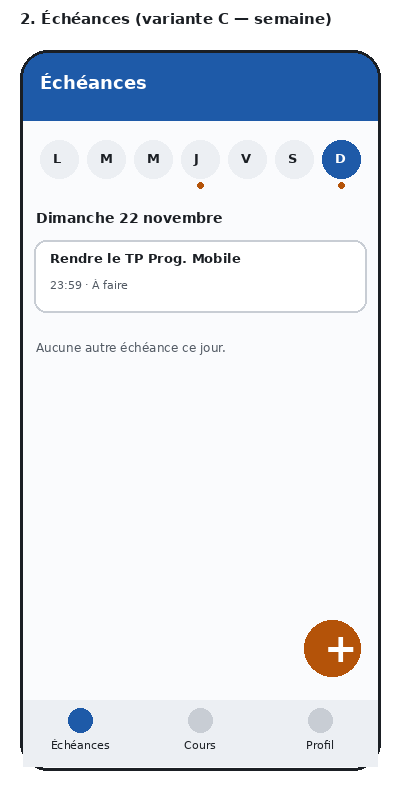 2. Échéances (variante C — semaine)
Échéances
L M M J V S D
Dimanche 22 novembre
Rendre le TP Prog. Mobile
23:59 · À faire
Aucune autre échéance ce jour.
+
Échéances Cours Profil